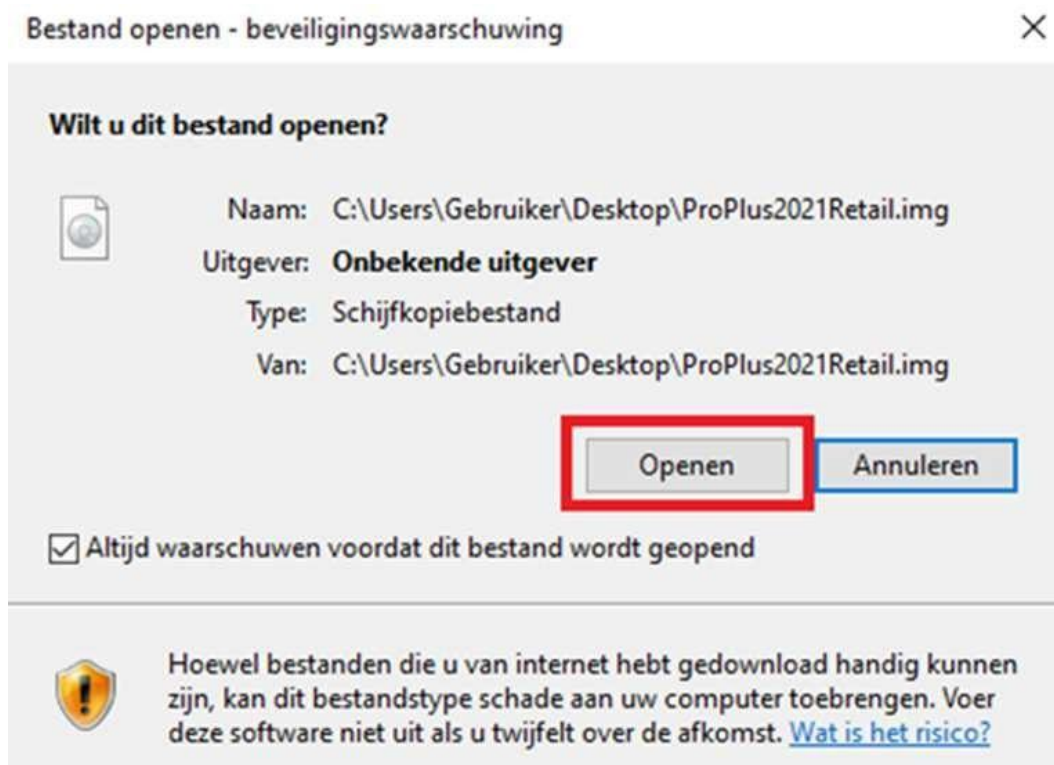 Bestand openen - beveiligingswaarschuwing
Wilt u dit bestand openen?
Naam: C:\Users\Gebruiker\Desktop\ProPlus2021Retail.img
Uitgever: Onbekende uitgever
Type: Schijfkopiebestand
Van: C:\Users\Gebruiker\Desktop\ProPlus2021Retail.img
Openen Annuleren
Altijd waarschuwen voordat dit bestand wordt geopend
Hoewel bestanden die u van internet hebt gedownload handig kunnen
zijn, kan dit bestandstype schade aan uw computer toebrengen. Voer
deze software niet uit als u twijfelt over de afkomst. Wat is het risico?